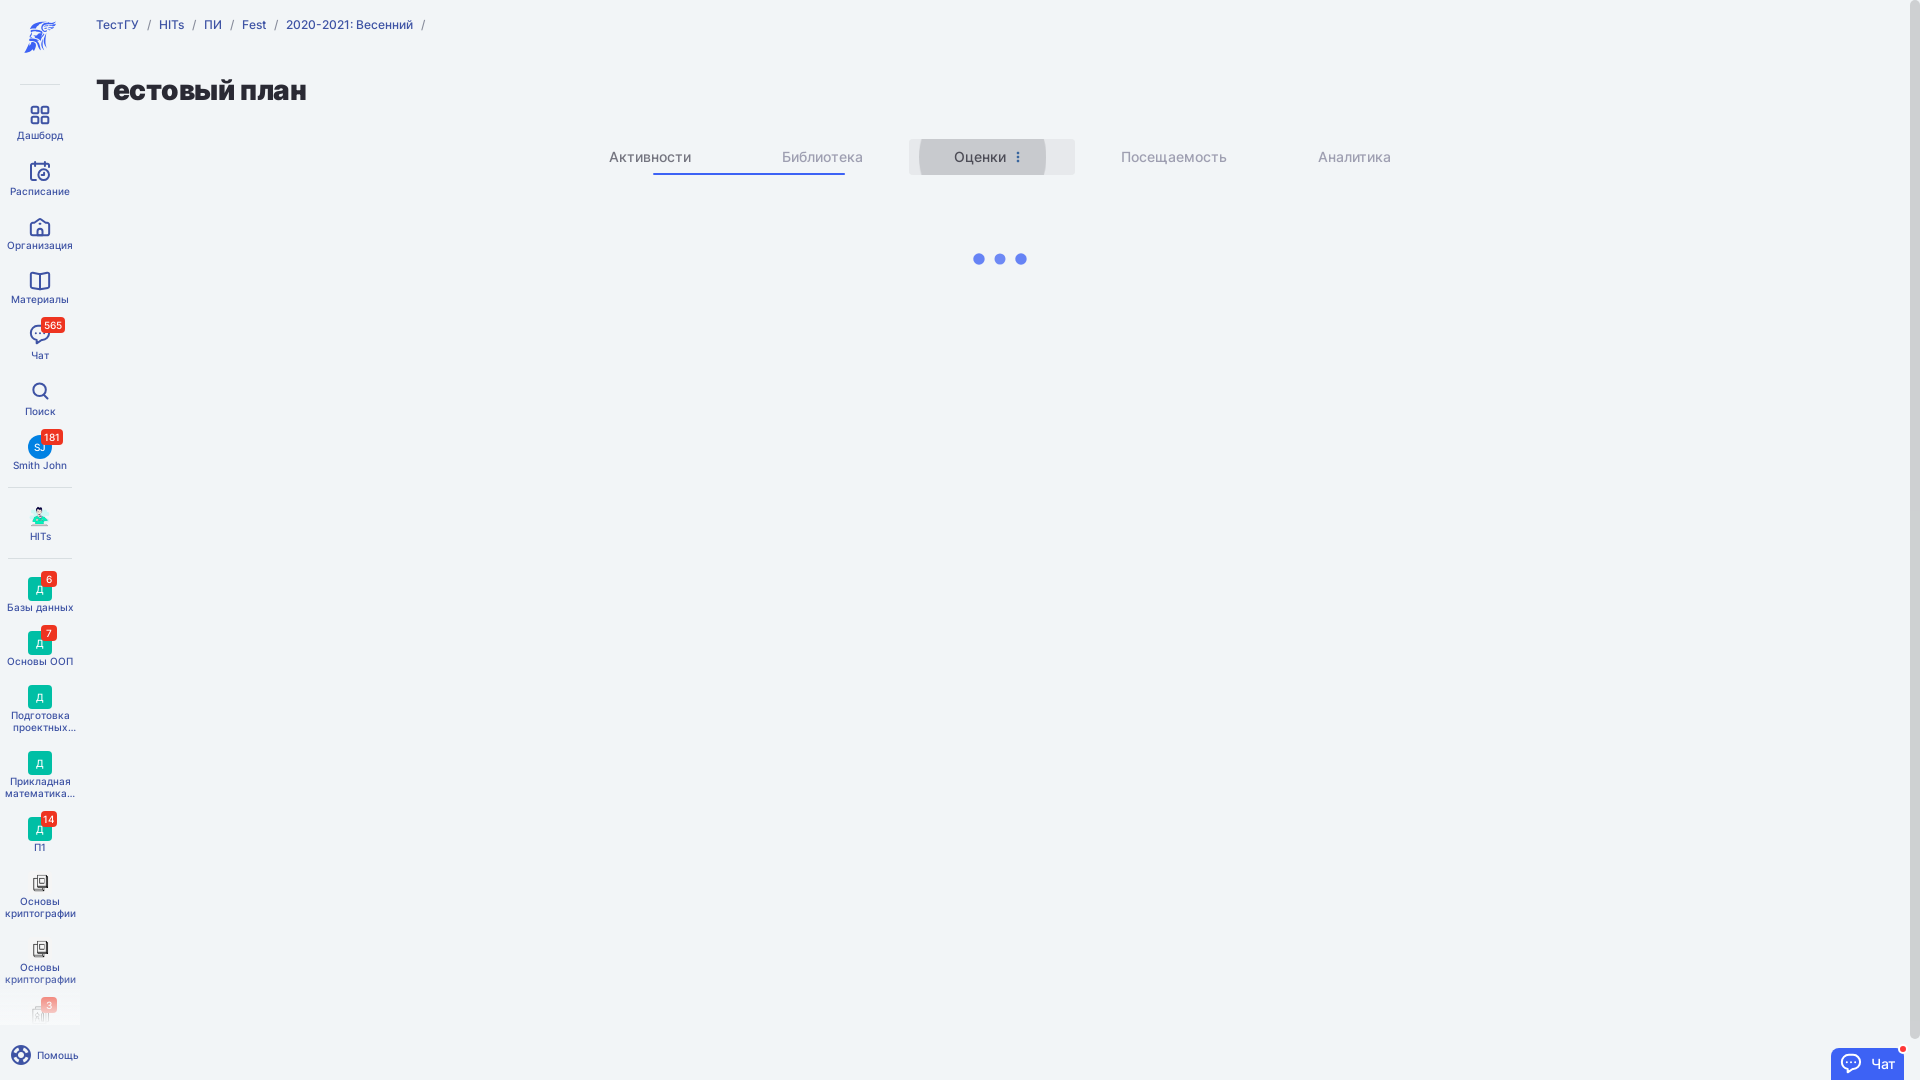 ТестГУ / HITs / ПИ / Fest / 2020-2021: Весенний /
Тестовый план
Активности
Библиотека
Оценки
Посещаемость
Аналитика
Дашборд
Расписание
Организация
Материалы
565
Чат
Поиск
181
SJ
Smith John
HITs
6
Д
Базы данных
7
Д
Основы ООП
Д
Подготовка
проектных...
Д
Прикладная
математика...
14
Д
П1
Основы
криптографии
Основы
криптографии
3
Помощь
Чат